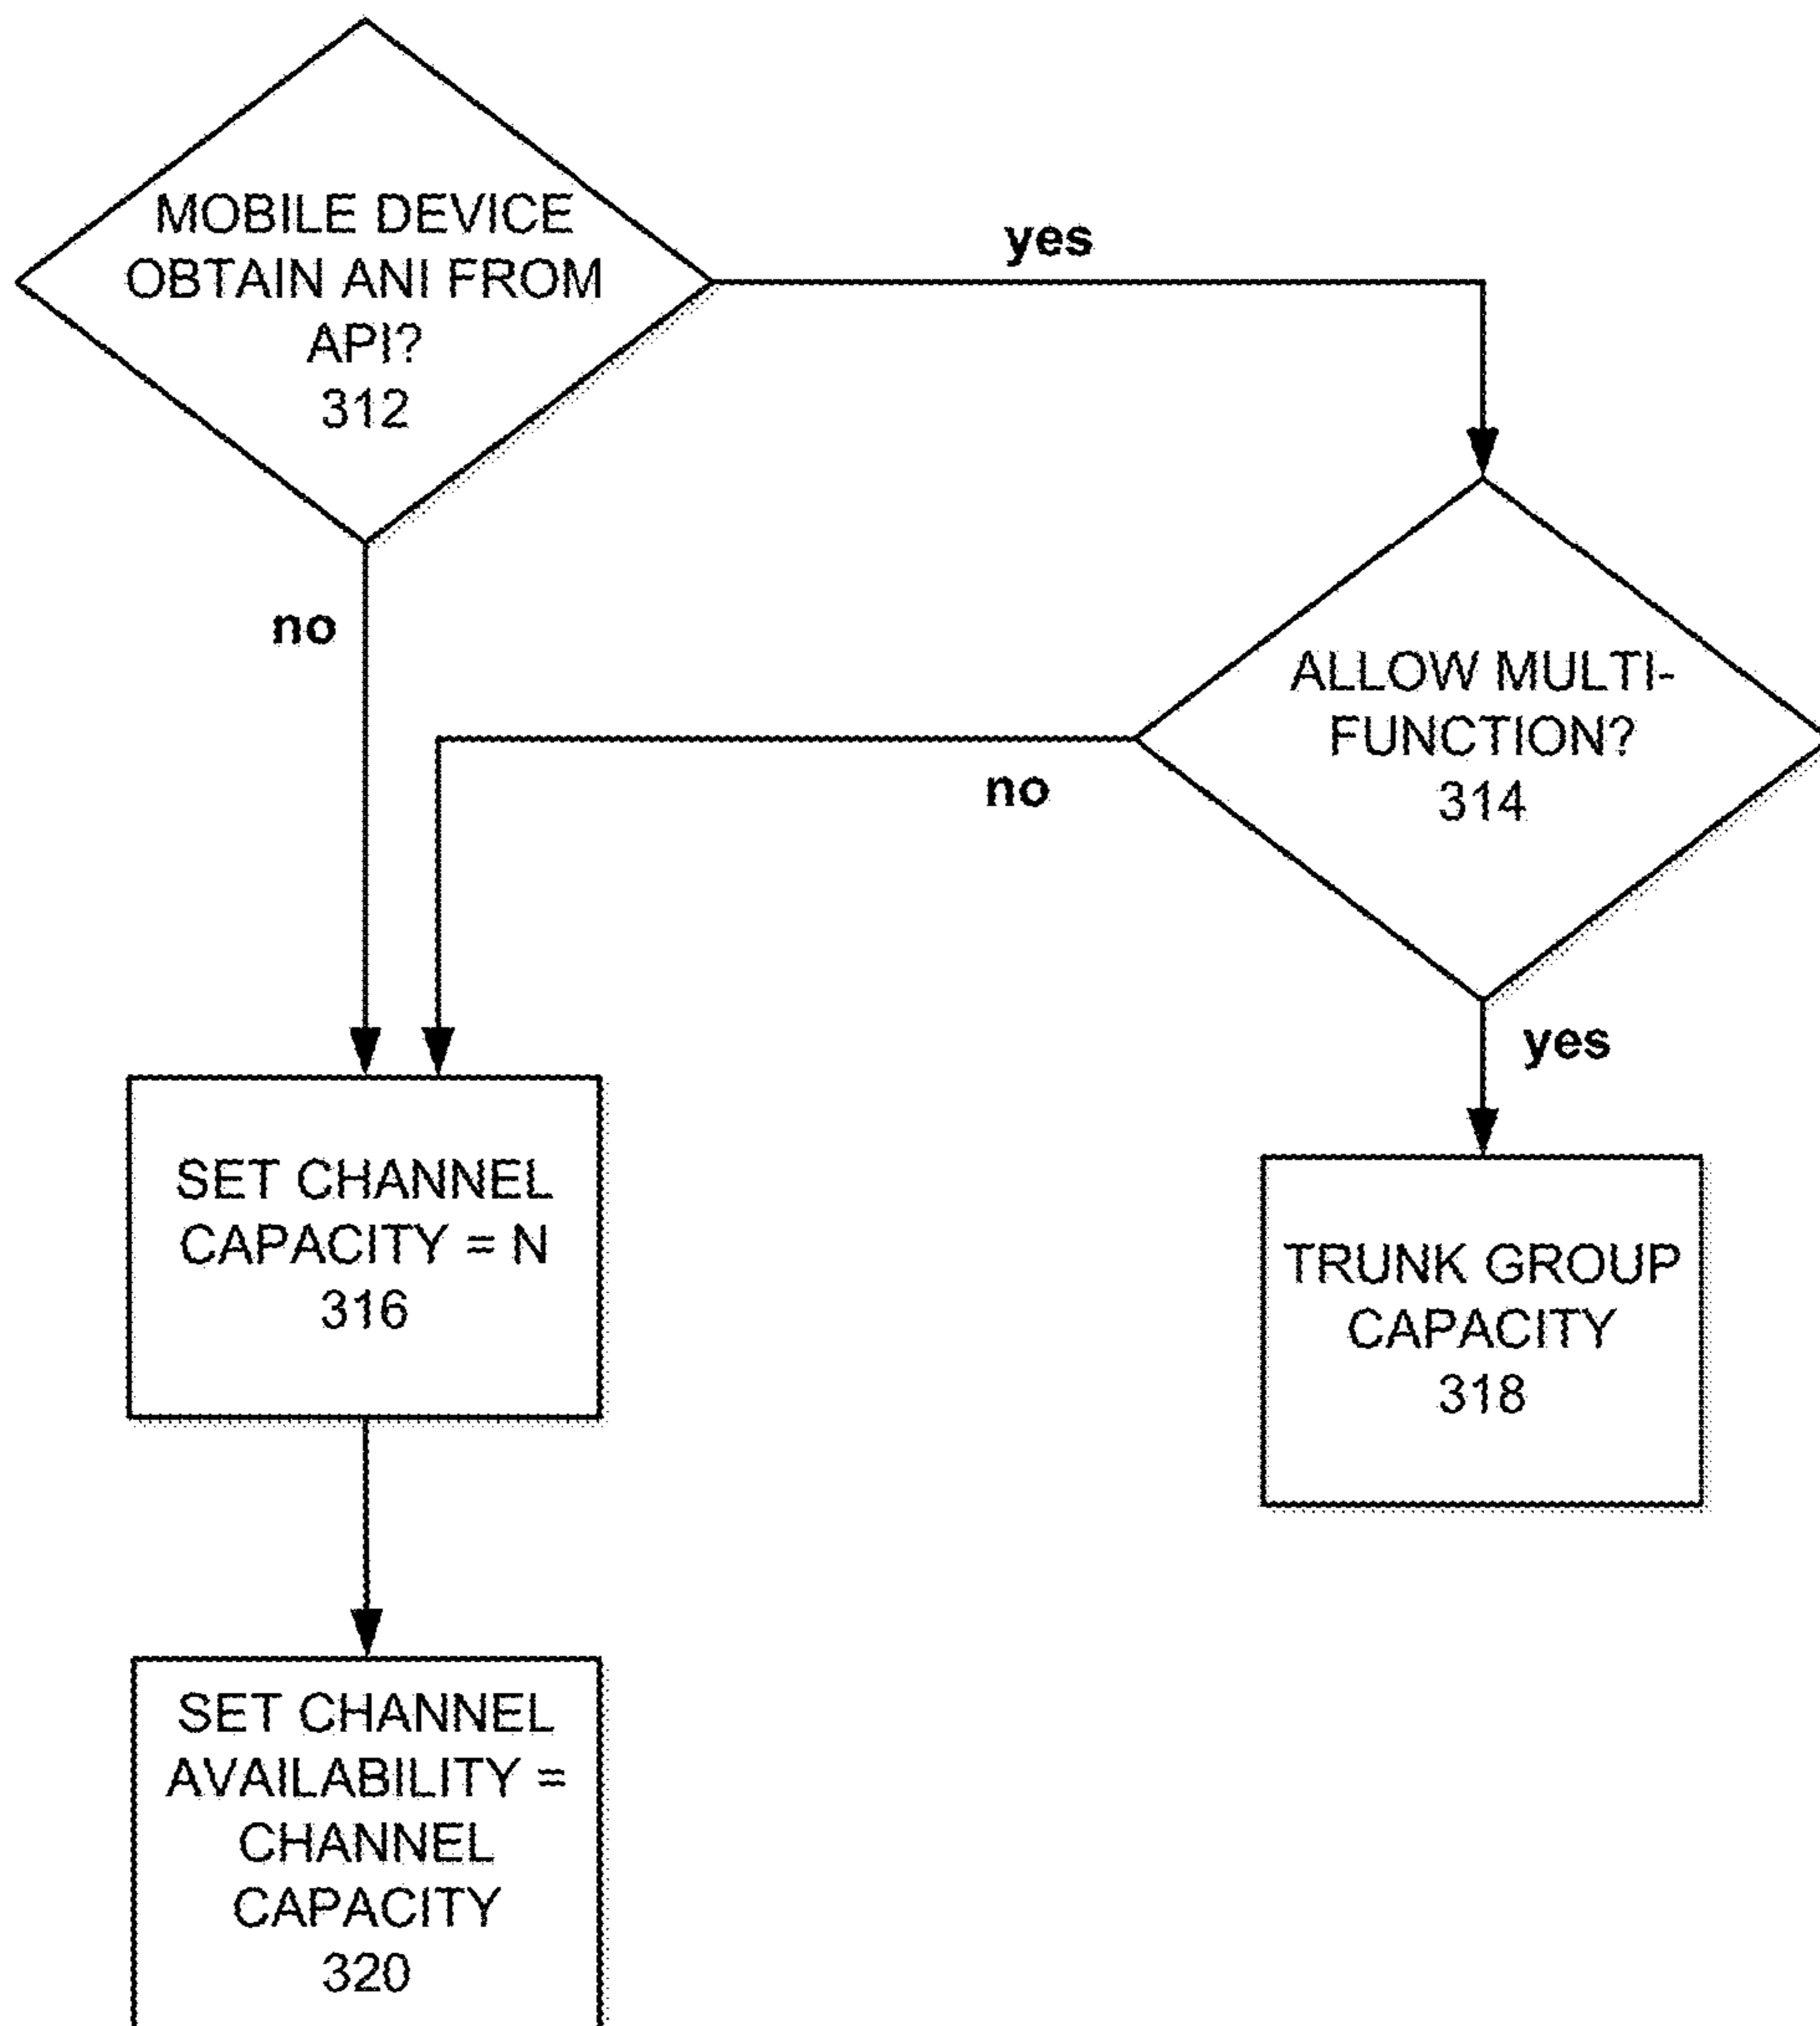 MOBILE DEVICE
OBTAIN ANI FROM
API?
312
yes
no
ALLOW MULTI-
FUNCTION?
314
no
yes
SET CHANNEL
CAPACITY = N
316
TRUNK GROUP
CAPACITY
318
SET CHANNEL
AVAILABILITY =
CHANNEL
CAPACITY
320